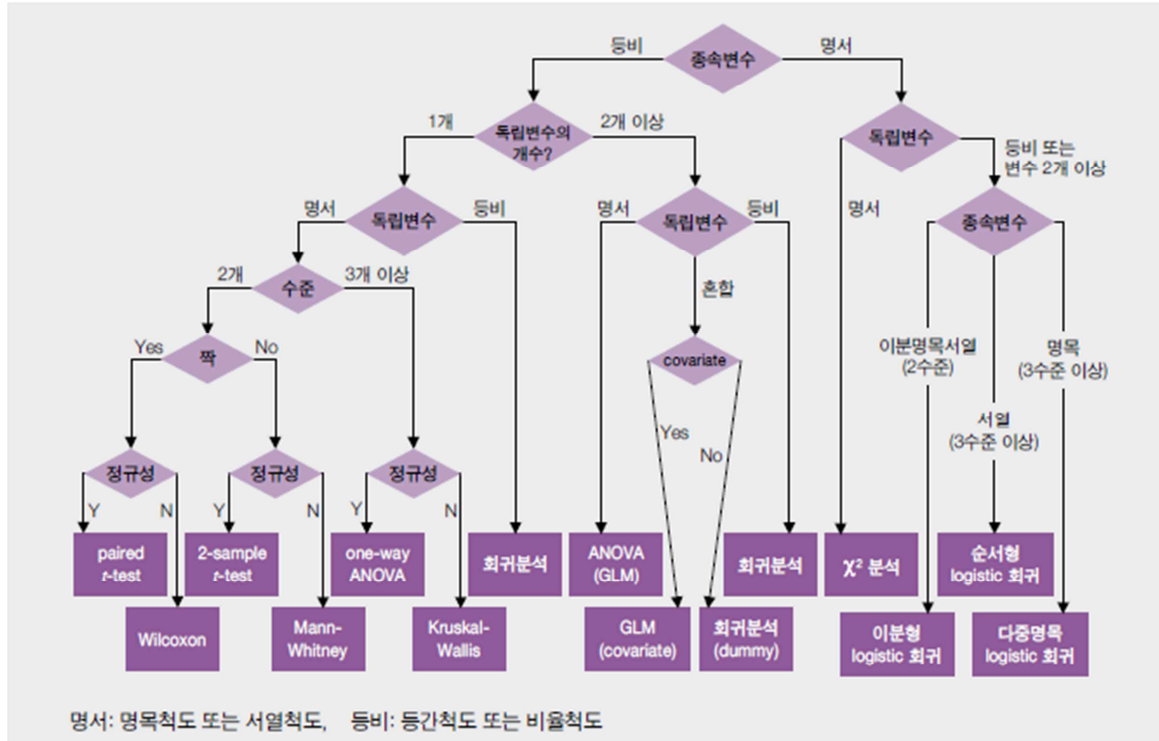 등비
종속변수
명서
1개
독립변수의
개수?
2개 이상
독립변수
등비 또는
변수 2개 이상
명서
독립변수
등비
명서
독립변수
등비
명서
종속변수
2개
수준
3개 이상
혼합
Yes
짝
No
covariate
이분명목서열
(2수준)
명목
(3수준 이상)
서열
(3수준 이상)
Yes
No
정규성
정규성
정규성
Y
N
Y
N
Y
N
paired
r-test
2-sample
r-test
one-way
ANOVA
회귀분석
ANOVA
(GLM)
회귀분석
χ² 분석
순서형
logistic 회귀
Wilcoxon
Mann-
Whitney
Kruskal-
Wallis
GLM
(covariate)
회귀분석
(dummy)
이분형
logistic 회귀
다중명목
logistic 회귀
명서: 명목척도 또는 서열척도, 등비: 등간척도 또는 비율척도